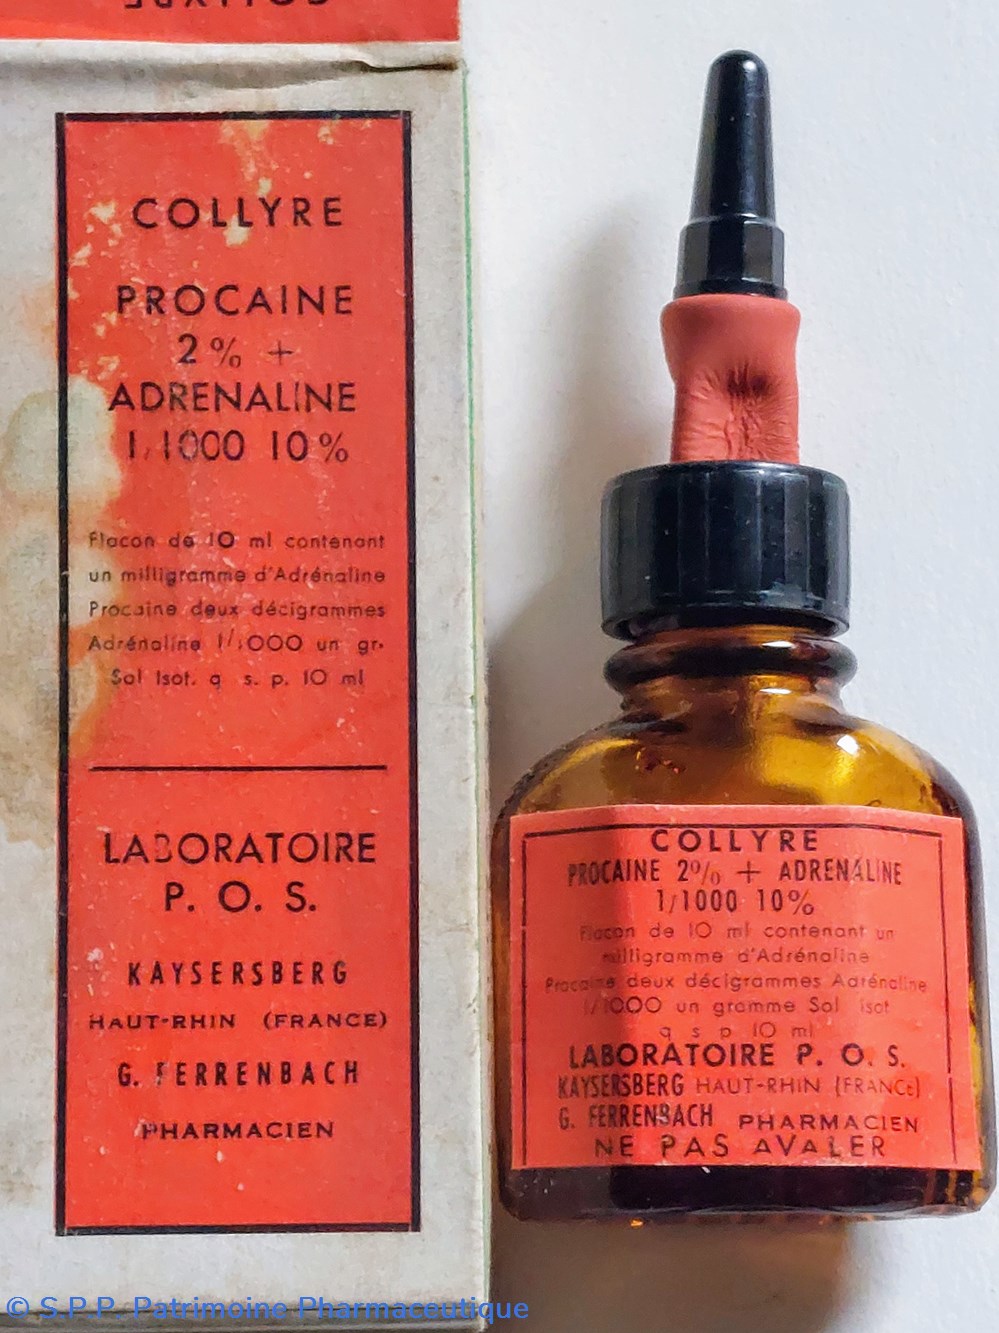 COLLYRE
COLLYRE
PROCAINE
2% +
ADRENALINE
1/1000 10%
Flacon de 10 ml contenant
un milligramme d'Adrénaline
Procaine deux décigrammes
Adrénaline 1/1000 un gr.
Sol Isot. q s. p. 10 ml
LABORATOIRE
P. O. S.
KAYSERSBERG
HAUT-RHIN (FRANCE)
G. FERRENBACH
PHARMACIEN
COLLYRE
PROCAINE 2% + ADRENALINE
1/1000 10%
Flacon de 10 ml contenant un
milligramme d'Adrénaline
Procaine deux décigrammes Adrénaline
1/1000 un gramme Sol isot
q s p 10 ml
LABORATOIRE P. O. S.
KAYSERSBERG HAUT-RHIN (FRANCE)
G. FERRENBACH PHARMACIEN
NE PAS AVALER
© S.P.P. Patrimoine Pharmaceutique